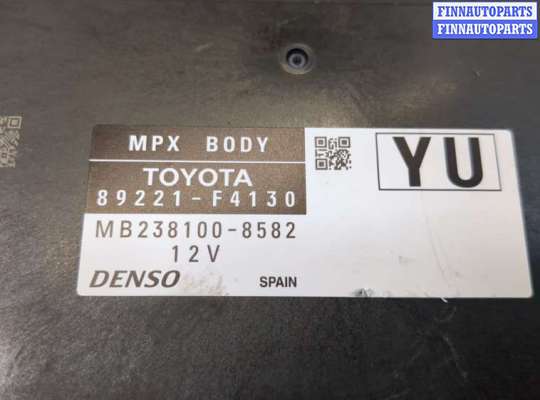 FINNAUTOPARTS
FINNAUTOPARTS
MPX BODY
YU
TOYOTA
89221-F4130
MB238100-8582
12V
DENSO
SPAIN